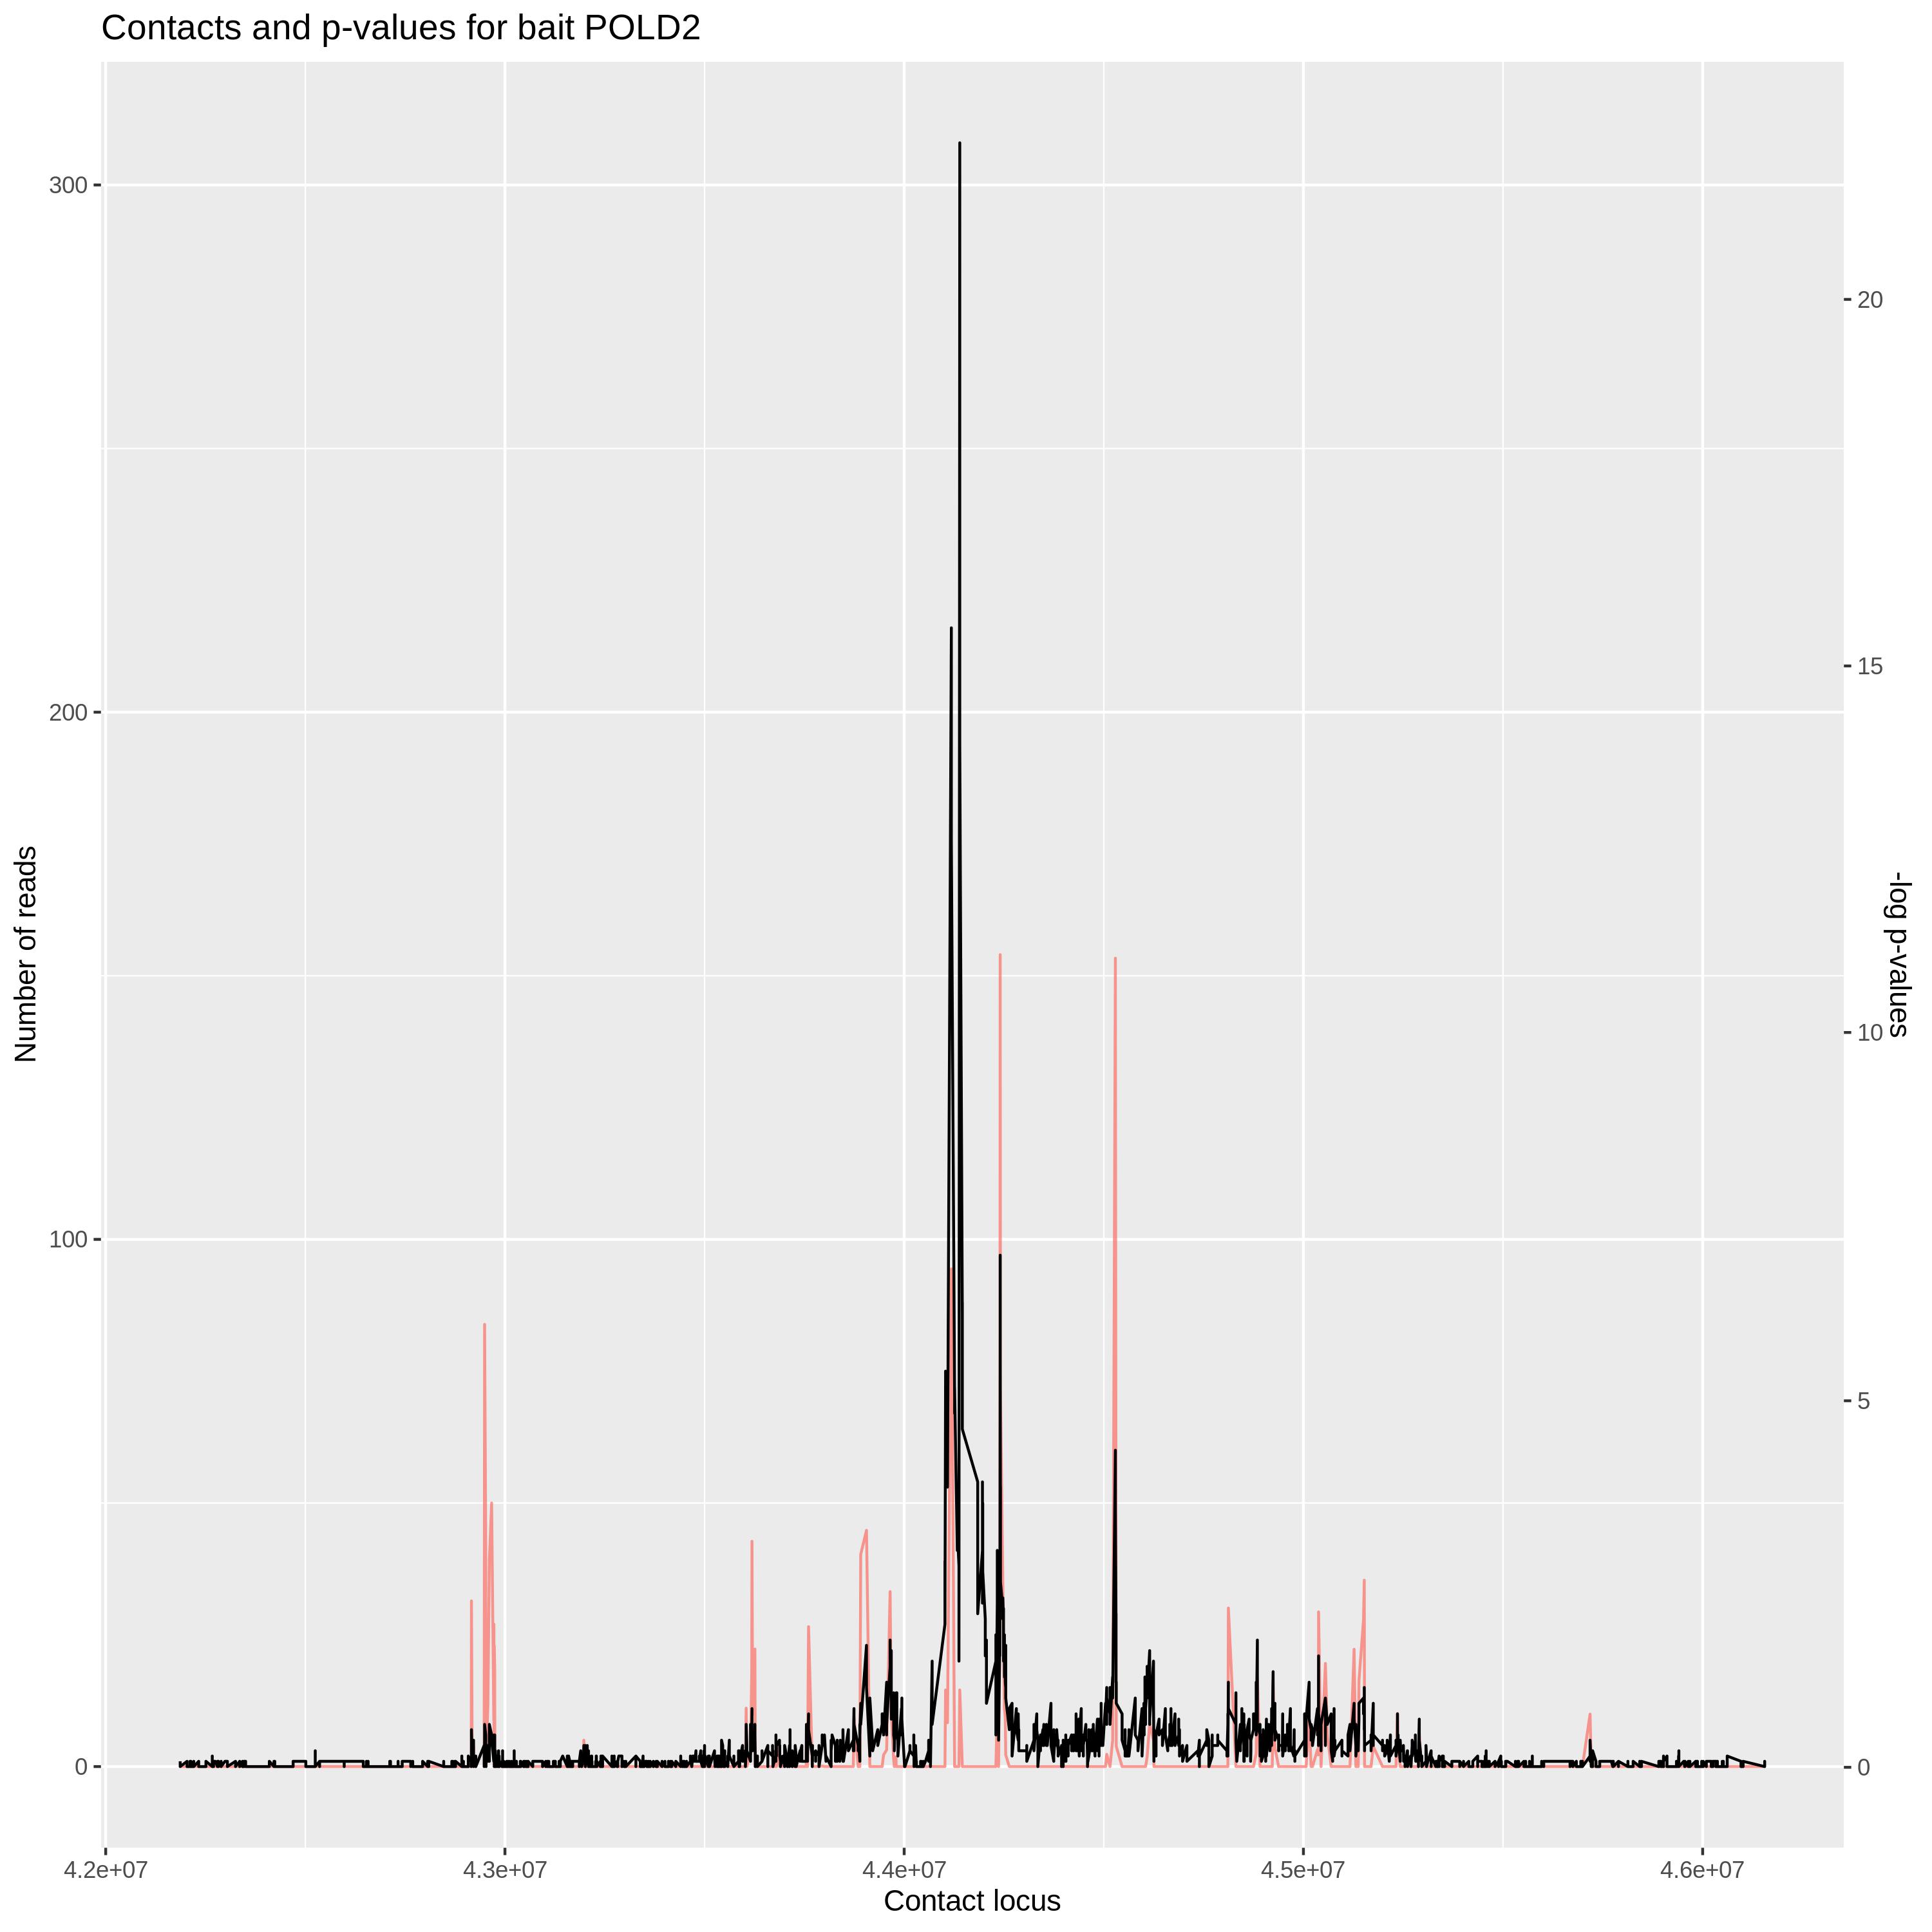 Contacts and p-values for bait POLD2
300
200
100
0
Number of reads
20
15
10
5
0
-log p-values
4.2e+07
4.3e+07
4.4e+07
4.5e+07
4.6e+07
Contact locus